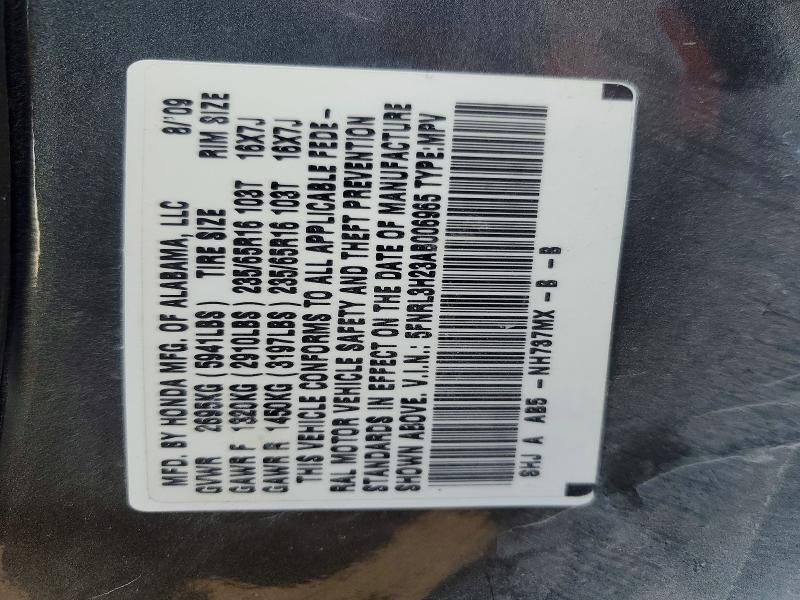 MFD. BY HONDA MFG. OF ALABAMA, LLC 8/'09
GVWR 2695KG (5941LBS) TIRE SIZE RIM SIZE
GAWR F 1320KG (2910LBS) 235/65R16 103T 16X7J
GAWR R 1450KG (3197LBS) 235/65R16 103T 16X7J
THIS VEHICLE CONFORMS TO ALL APPLICABLE FEDE-
RAL MOTOR VEHICLE SAFETY AND THEFT PREVENTION
STANDARDS IN EFFECT ON THE DATE OF MANUFACTURE
SHOWN ABOVE. V.I.N.: 5FNRL3H23AB006965 TYPE:MPV
SHJ A AB5 - NH737MX - B - B